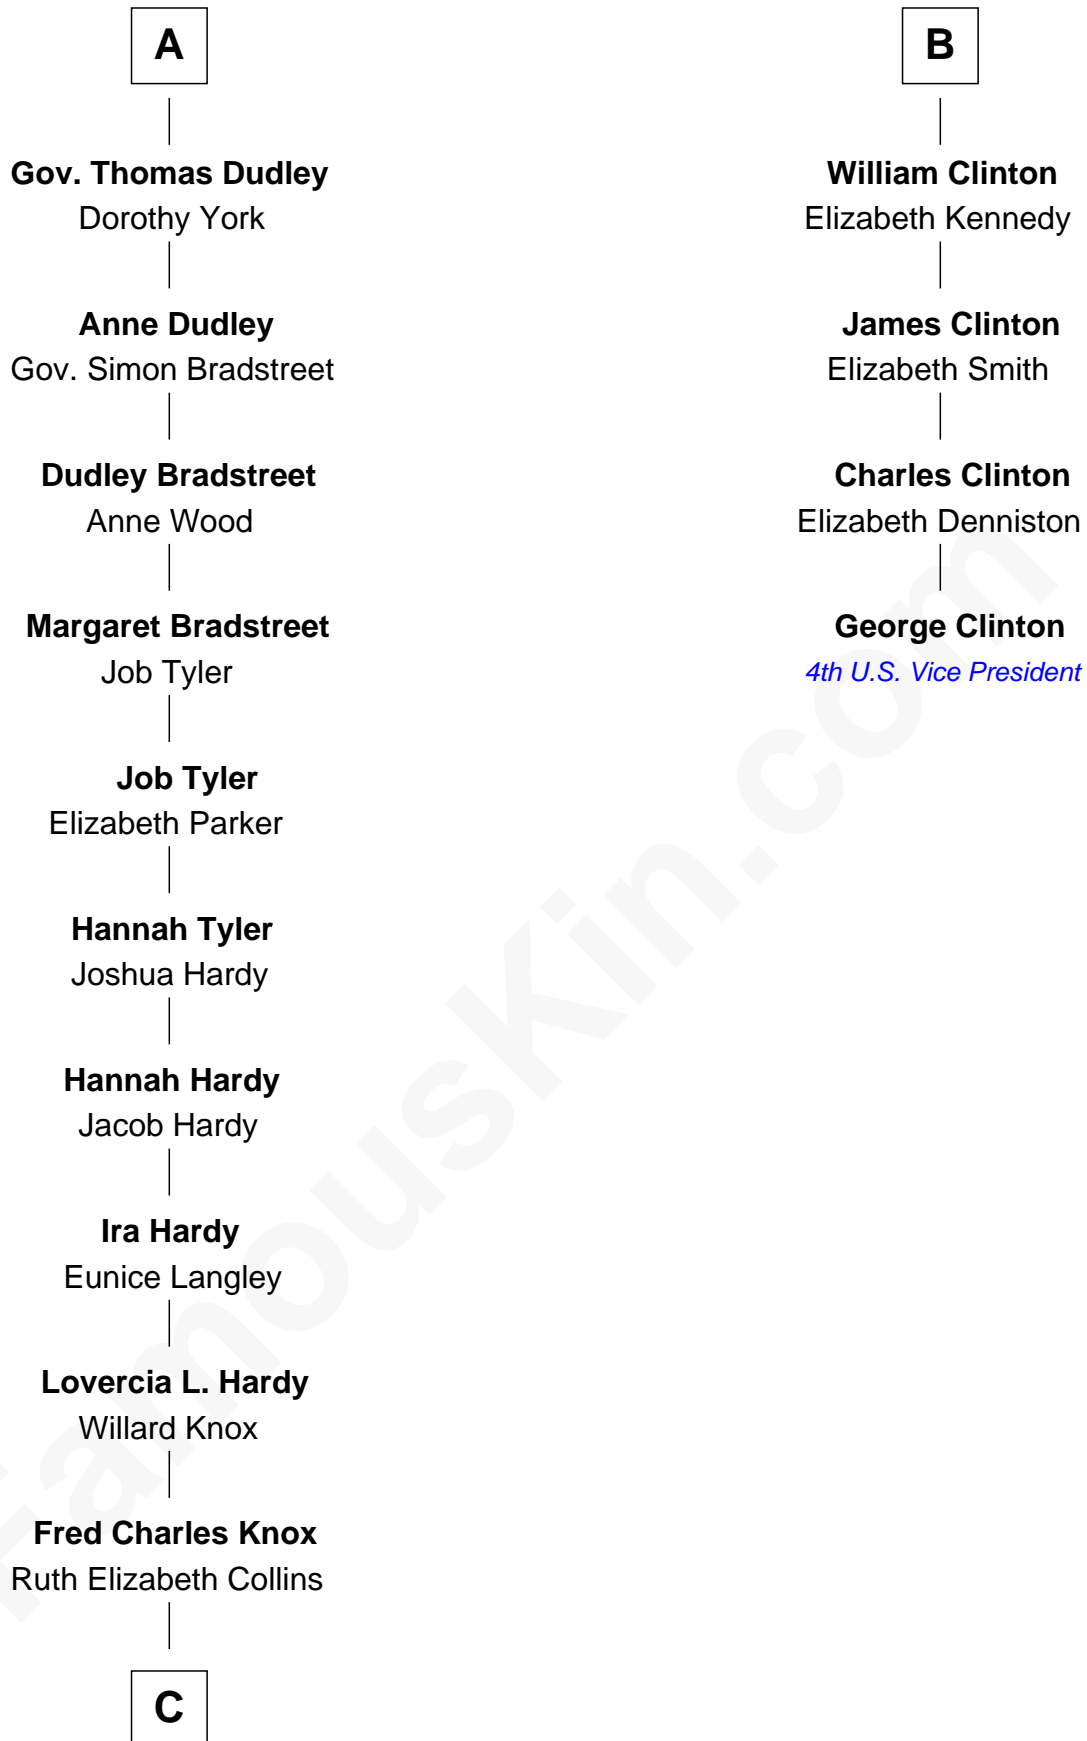 A
Gov. Thomas Dudley
Dorothy York
Anne Dudley
Gov. Simon Bradstreet
Dudley Bradstreet
Anne Wood
Margaret Bradstreet
Job Tyler
Job Tyler
Elizabeth Parker
Hannah Tyler
Joshua Hardy
Hannah Hardy
Jacob Hardy
Ira Hardy
Eunice Langley
Lovercia L. Hardy
Willard Knox
Fred Charles Knox
Ruth Elizabeth Collins
C
B
William Clinton
Elizabeth Kennedy
James Clinton
Elizabeth Smith
Charles Clinton
Elizabeth Denniston
George Clinton
4th U.S. Vice President
FamousKin.com